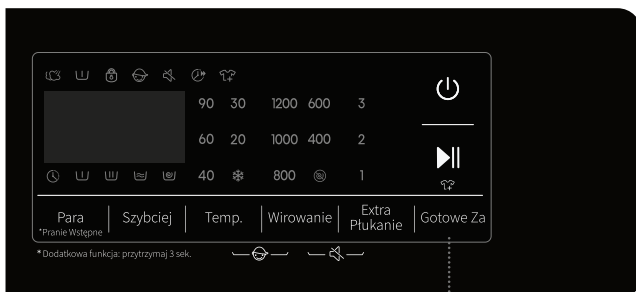 90 30 1200 600 3
60 20 1000 400 2
40 800 1
Para Szybciej Temp. Wirowanie Extra Płukanie Gotowe Za
*Pranie Wstępne
*Dodatkowa funkcja: przytrzymaj 3 sek.